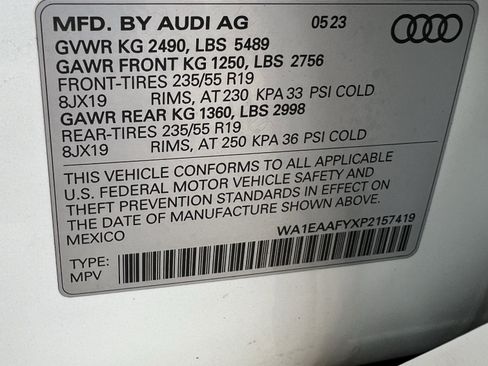 MFD. BY AUDI AG 05 23
GVWR KG 2490, LBS 5489
GAWR FRONT KG 1250, LBS 2756
FRONT-TIRES 235/55 R19
8JX19 RIMS, AT 230 KPA 33 PSI COLD
GAWR REAR KG 1360, LBS 2998
REAR-TIRES 235/55 R19
8JX19 RIMS, AT 250 KPA 36 PSI COLD
THIS VEHICLE CONFORMS TO ALL APPLICABLE
U.S. FEDERAL MOTOR VEHICLE SAFETY AND
THEFT PREVENTION STANDARDS IN EFFECT ON
THE DATE OF MANUFACTURE SHOWN ABOVE.
MEXICO
WA1EAAFYXP2157419
TYPE:
MPV